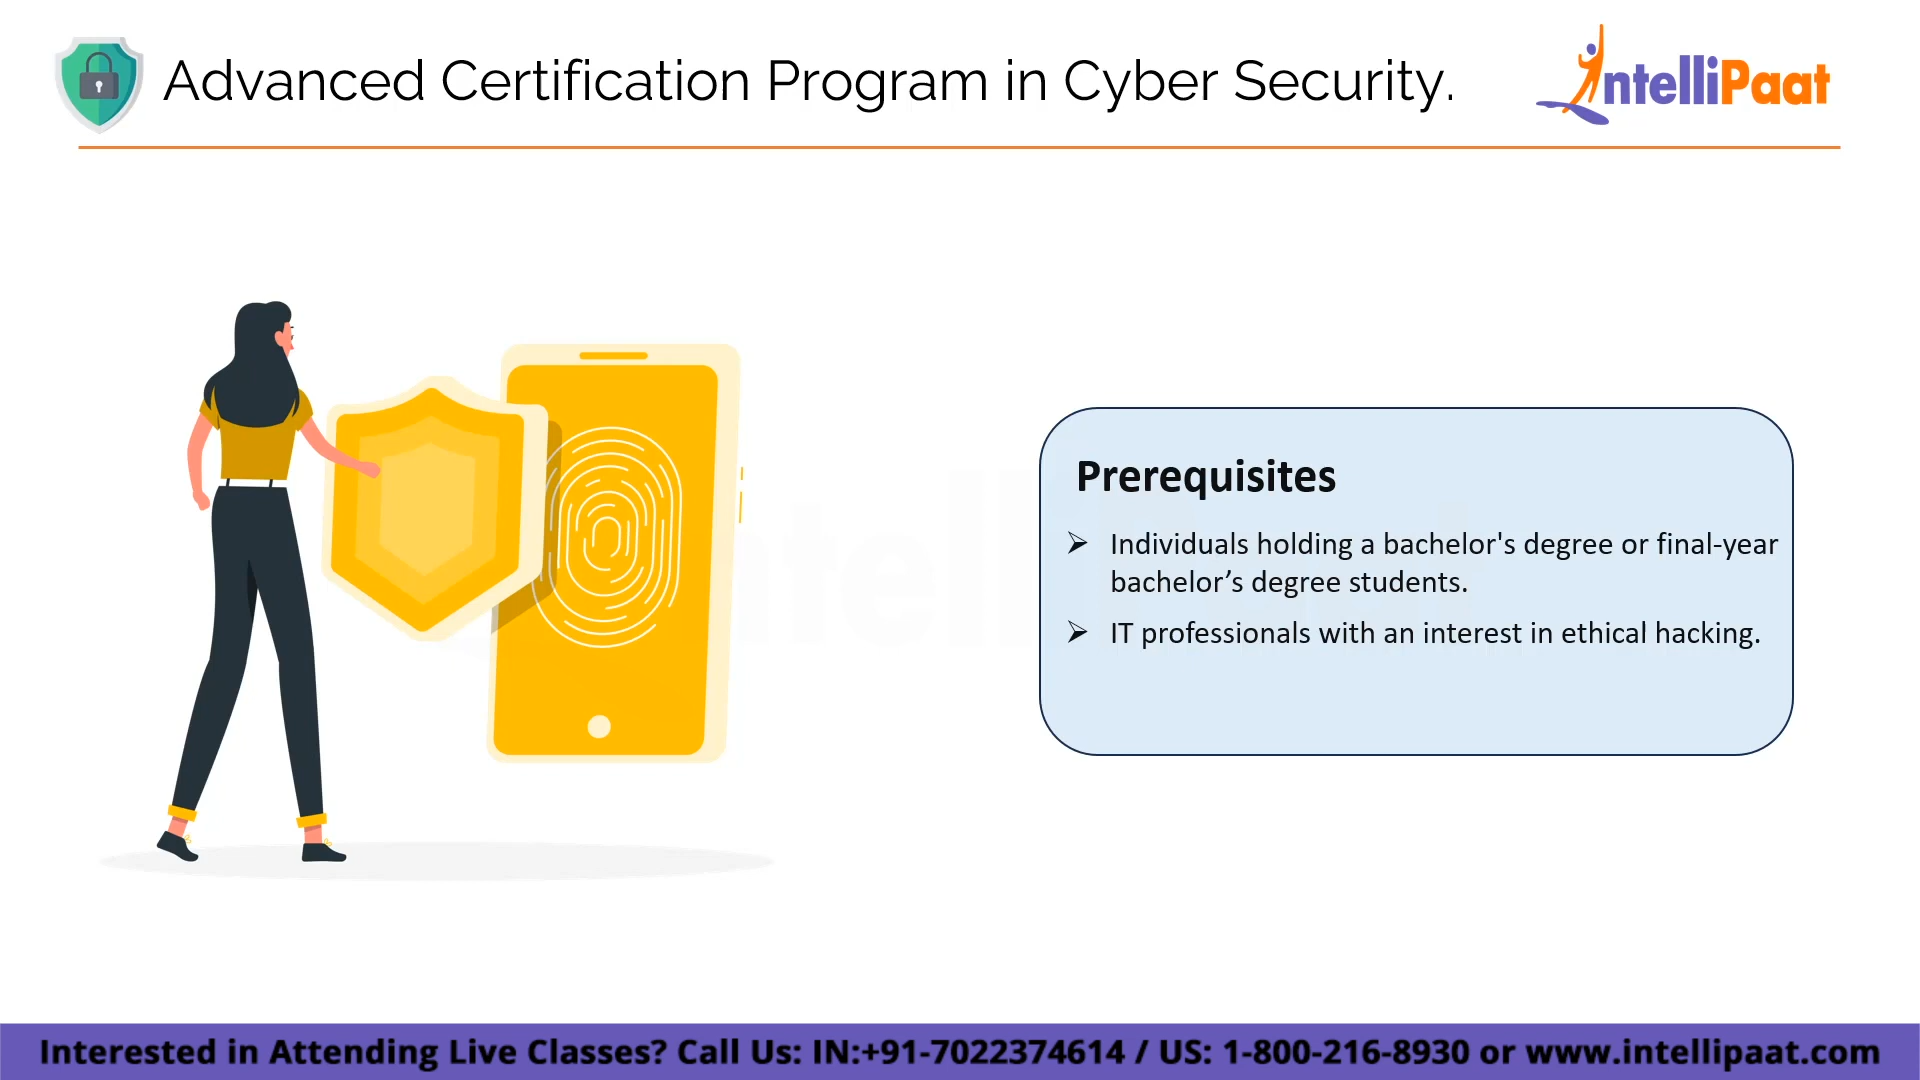 Advanced Certification Program in Cyber Security.
IntelliPaat
Prerequisites
➢ Individuals holding a bachelor's degree or final-year
bachelor’s degree students.
➢ IT professionals with an interest in ethical hacking.
Interested in Attending Live Classes? Call Us: IN:+91-7022374614 / US: 1-800-216-8930 or www.intellipaat.com